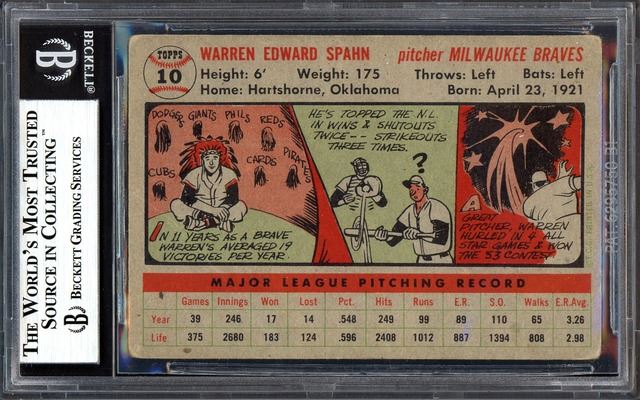 TOPPS
10
WARREN EDWARD SPAHN pitcher MILWAUKEE BRAVES
Height: 6' Weight: 175 Throws: Left Bats: Left
Home: Hartshorne, Oklahoma Born: April 23, 1921
DODGERS GIANTS PHILS REDS
CUBS CARDS PIRATES
IN 11 YEARS AS A BRAVE
WARREN'S AVERAGED 19
VICTORIES PER YEAR.
HE'S TOPPED THE N.L.
IN WINS & SHUTOUTS
TWICE -- STRIKEOUTS
THREE TIMES.
?
A
GREAT
PITCHER, WARREN
HURLED IN 4 ALL
STAR GAMES & WON
THE '53 CONTEST
MAJOR LEAGUE PITCHING RECORD
Games Innings Won Lost Pct. Hits Runs E.R. S.O. Walks E.R.Avg.
Year 39 246 17 14 .548 249 99 89 110 65 3.26
Life 375 2680 183 124 .596 2408 1012 887 1394 808 2.98
BECKETT
B
THE WORLD'S MOST TRUSTED
SOURCE IN COLLECTING™
B BECKETT GRADING SERVICES